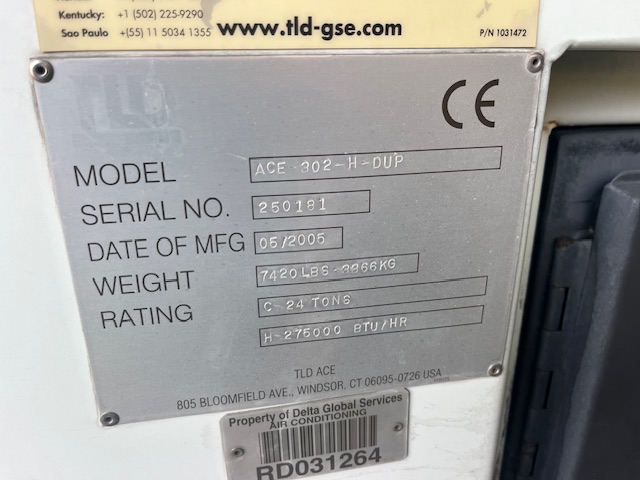 Kentucky: +1 (502) 225-9290
Sao Paulo +(55) 11 5034 1355 www.tld-gse.com P/N 1031472
TLD
CE
MODEL ACE-302-H-DUP
SERIAL NO. 250181
DATE OF MFG 05/2005
WEIGHT 7420LBS-3366KG
RATING C-24 TONS
H-275000 BTU/HR
TLD ACE
805 BLOOMFIELD AVE., WINDSOR, CT 06095-0726 USA
Property of Delta Global Services
AIR CONDITIONING
RD031264